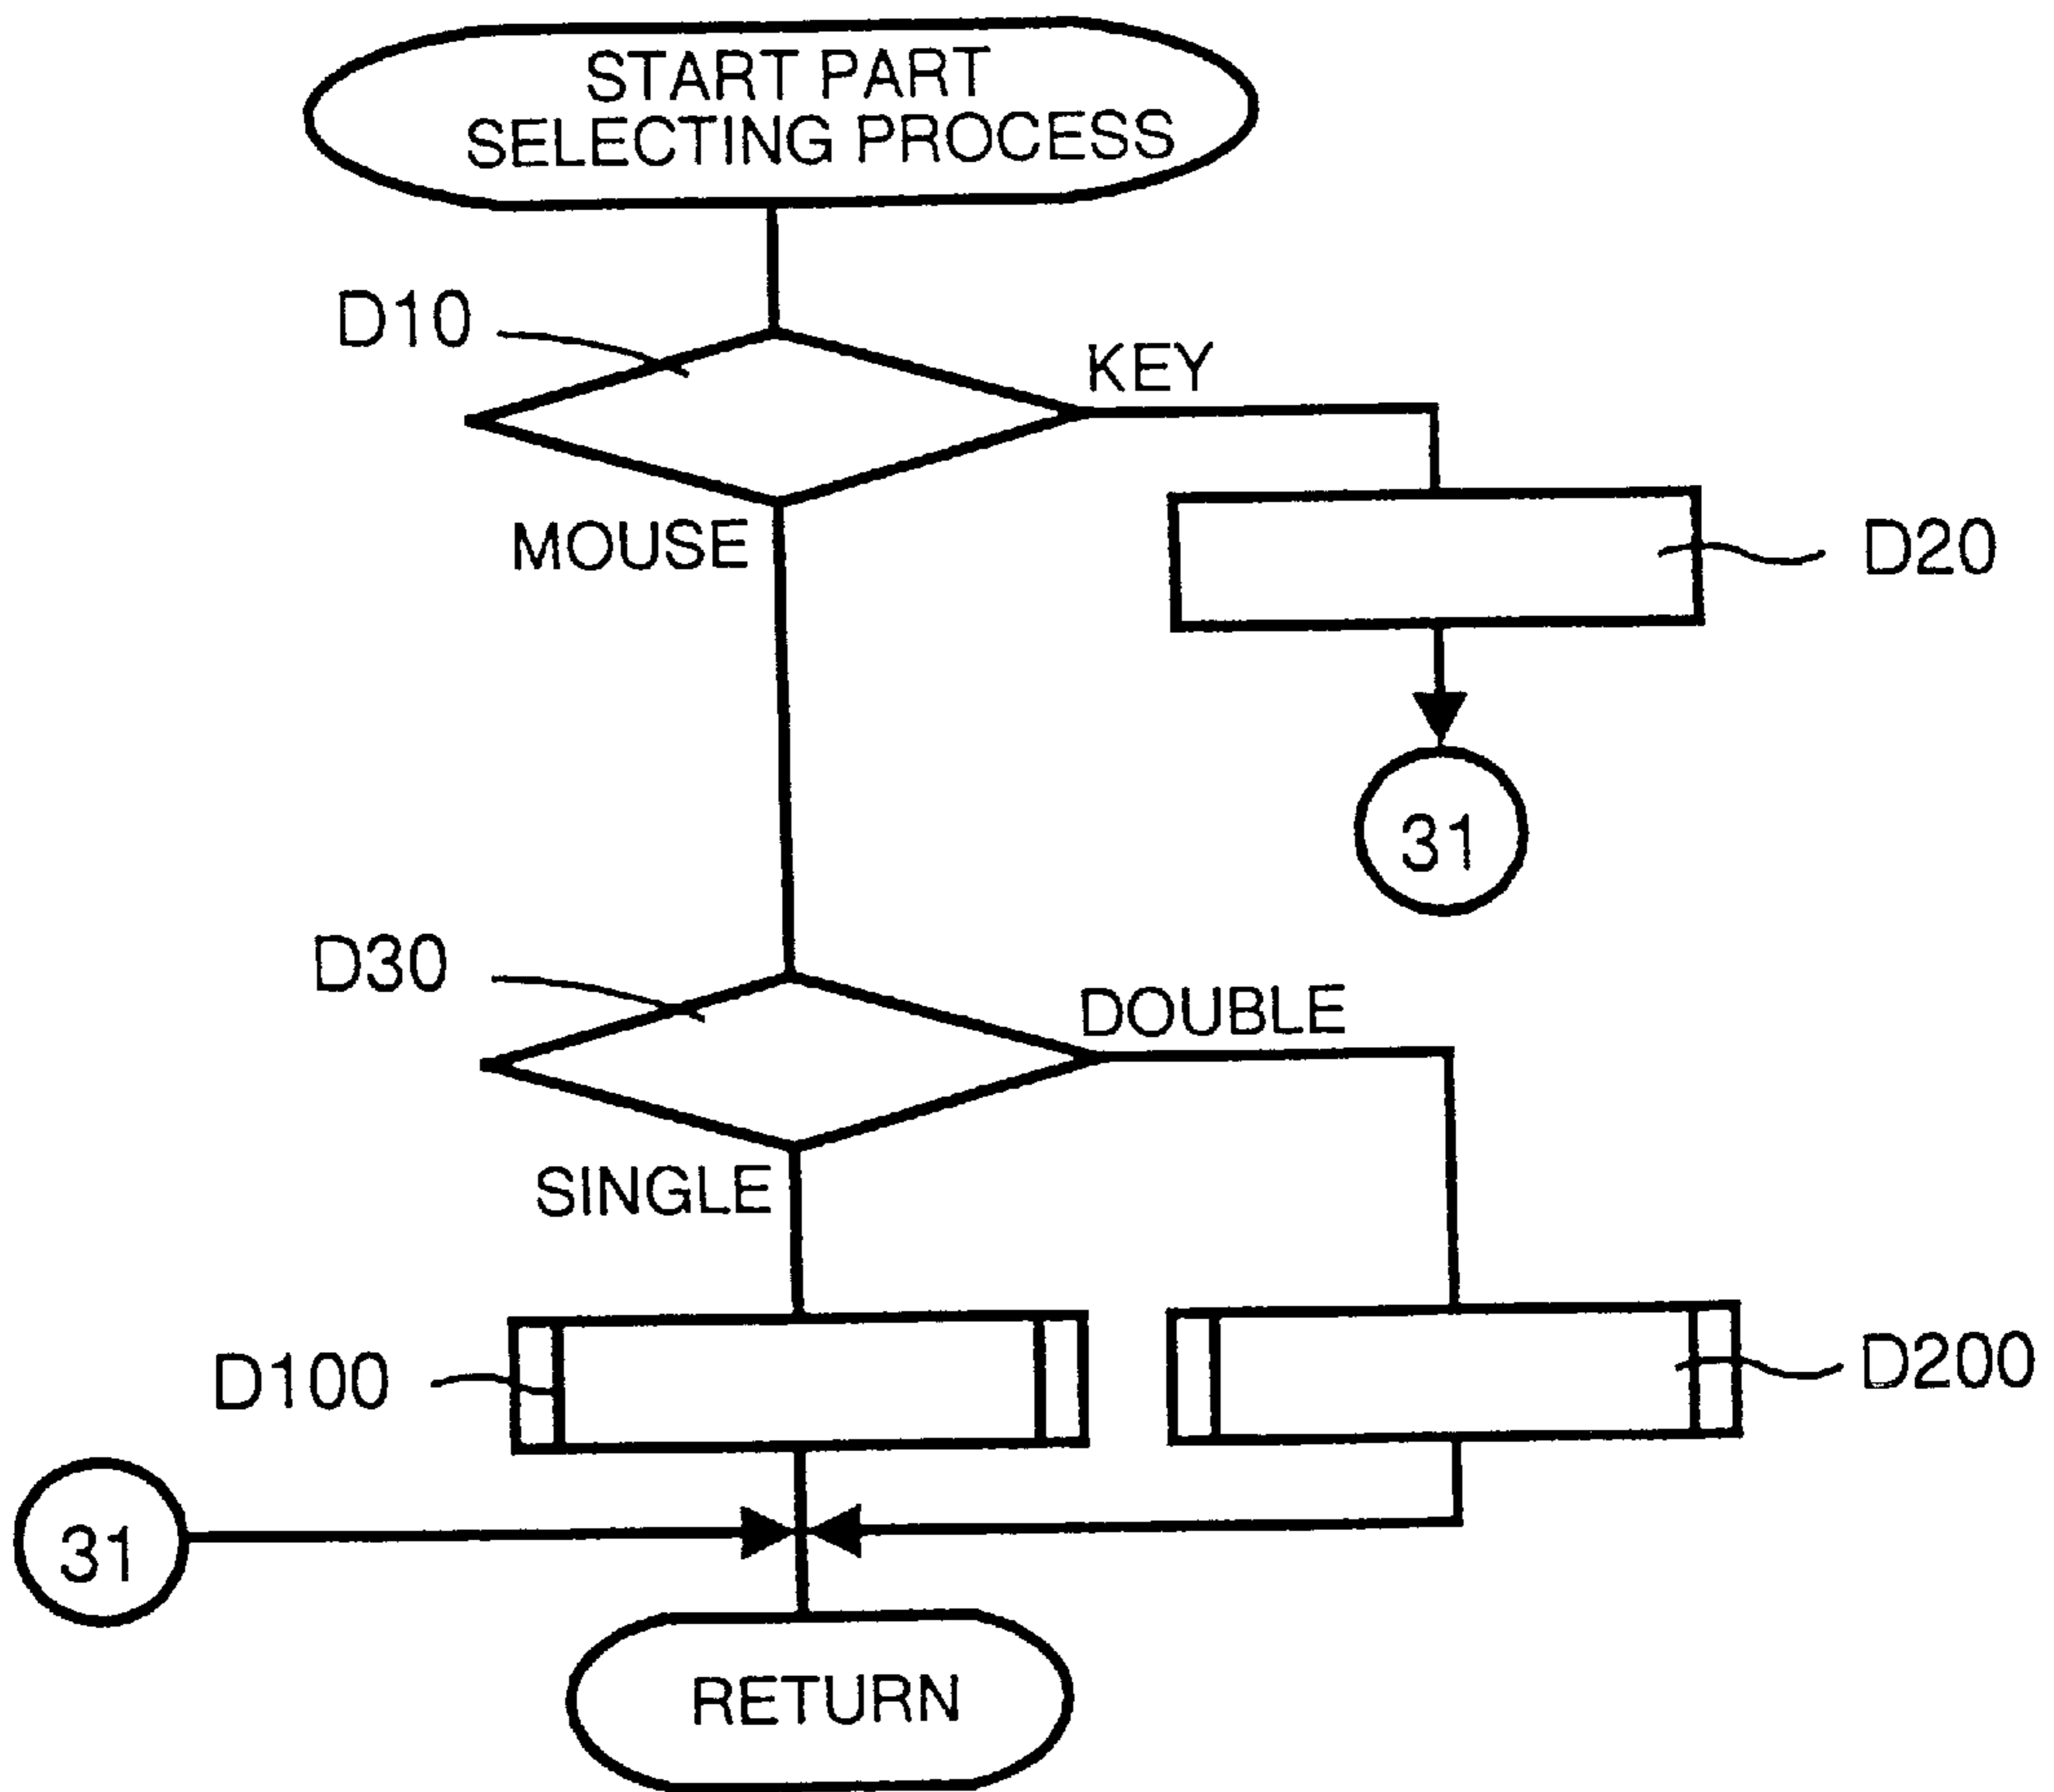 START PART
SELECTING PROCESS
D10
KEY
MOUSE
D20
31
D30
DOUBLE
SINGLE
D100
D200
31
RETURN